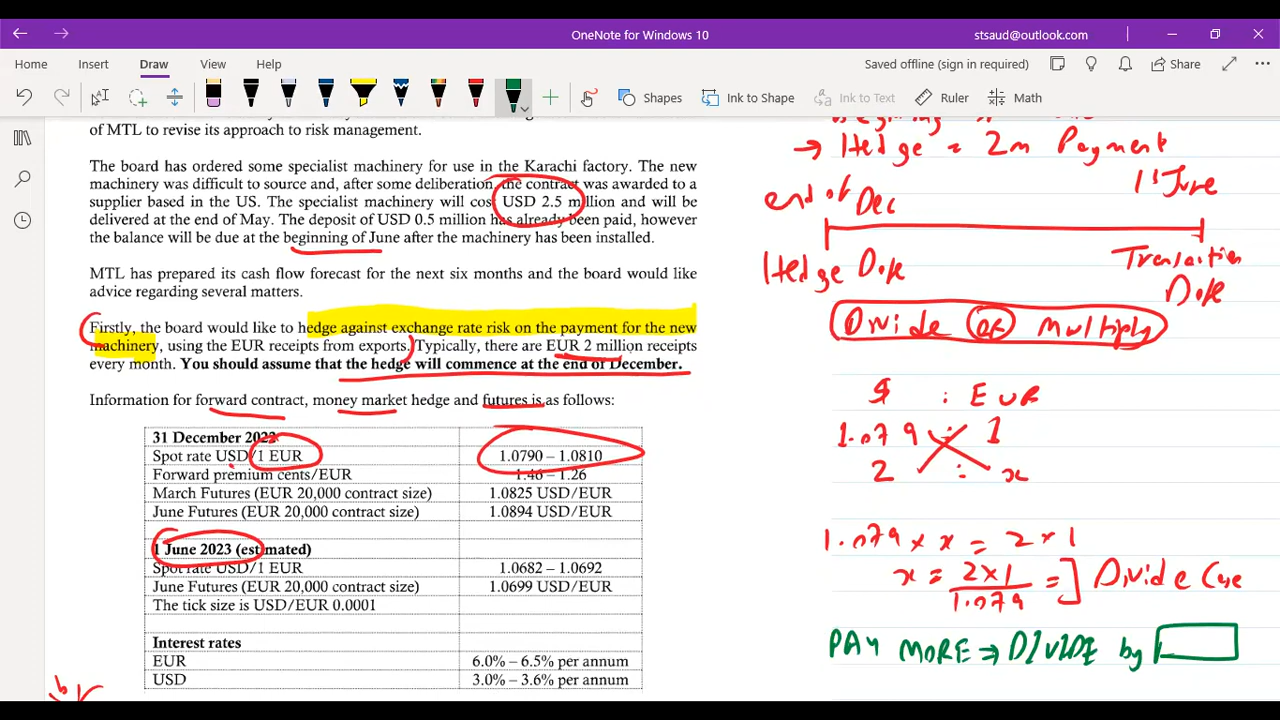 OneNote for Windows 10
stsaud@outlook.com
Home Insert Draw View Help
Saved offline (sign in required)
Share
Shapes
Ink to Shape
Ink to Text
Ruler
Math
of MTL to revise its approach to risk management.
The board has ordered some specialist machinery for use in the Karachi factory. The new
machinery was difficult to source and, after some deliberation, the contract was awarded to a
supplier based in the US. The specialist machinery will cost USD 2.5 million and will be
delivered at the end of May. The deposit of USD 0.5 million has already been paid, however
the balance will be due at the beginning of June after the machinery has been installed.
MTL has prepared its cash flow forecast for the next six months and the board would like
advice regarding several matters.
Firstly, the board would like to hedge against exchange rate risk on the payment for the new
machinery, using the EUR receipts from exports. Typically, there are EUR 2 million receipts
every month. You should assume that the hedge will commence at the end of December.
Information for forward contract, money market hedge and futures is as follows:
31 December 2022
Spot rate USD/1 EUR 1.0790 – 1.0810
Forward premium cents/EUR 1.46 – 1.26
March Futures (EUR 20,000 contract size) 1.0825 USD/EUR
June Futures (EUR 20,000 contract size) 1.0894 USD/EUR
1 June 2023 (estimated)
Spot rate USD/1 EUR 1.0682 – 1.0692
June Futures (EUR 20,000 contract size) 1.0699 USD/EUR
The tick size is USD/EUR 0.0001
Interest rates
EUR 6.0% – 6.5% per annum
USD 3.0% – 3.6% per annum
→ Hedge = 2m Payment
end of Dec
1st June
Hedge Date
Transaction Date
Divide or multiply
$ : EUR
1.079 : 1
2 : x
1.079 × x = 2 × 1
x = 2×1 / 1.079 = ] Divide Case
PAY MORE ⇒ DIVIDE by